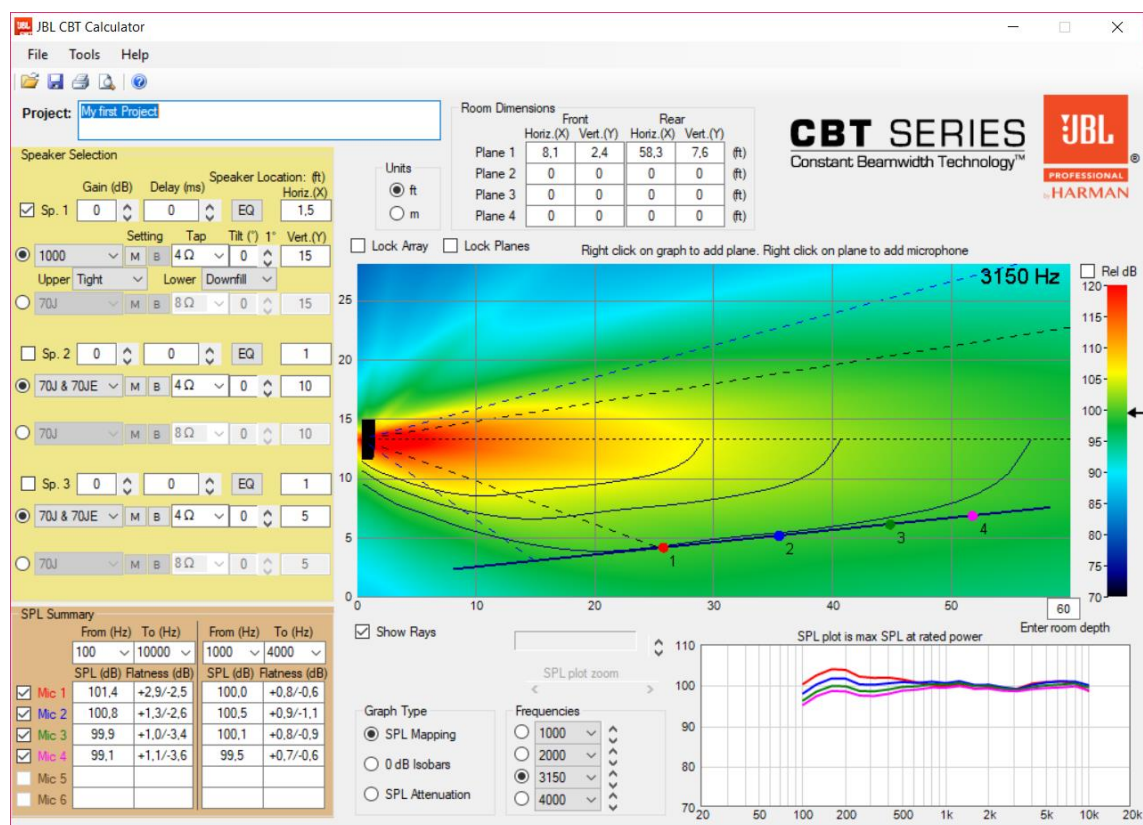 JBL CBT Calculator
File Tools Help
Project: My first Project
Speaker Selection
Gain (dB) Delay (ms) Speaker Location: (ft)
Horiz.(X)
Sp. 1 0 0 EQ 1,5
Setting Tap Tilt (°) 1° Vert.(Y)
1000 M B 4Ω 0 15
Upper Tight Lower Downfill
70J M B 8Ω 0 15
Sp. 2 0 0 EQ 1
70J & 70JE M B 4Ω 0 10
70J M B 8Ω 0 10
Sp. 3 0 0 EQ 1
70J & 70JE M B 4Ω 0 5
70J M B 8Ω 0 5
Units
ft
m
Room Dimensions
Front Rear
Horiz.(X) Vert.(Y) Horiz.(X) Vert.(Y)
Plane 1 8,1 2,4 58,3 7,6 (ft)
Plane 2 0 0 0 0 (ft)
Plane 3 0 0 0 0 (ft)
Plane 4 0 0 0 0 (ft)
CBT SERIES
Constant Beamwidth Technology™
JBL ®
PROFESSIONAL
by HARMAN
Lock Array Lock Planes Right click on graph to add plane. Right click on plane to add microphone
3150 Hz
Rel dB
25
20
15
10
5
0
0 10 20 30 40 50 60
1 2 3 4
120
115
110
105
100
95
90
85
80
75
70
Enter room depth
SPL Summary
From (Hz) To (Hz) From (Hz) To (Hz)
100 10000 1000 4000
SPL (dB) Flatness (dB) SPL (dB) Flatness (dB)
Mic 1 101,4 +2,9/-2,5 100,0 +0,8/-0,6
Mic 2 100,8 +1,3/-2,6 100,5 +0,9/-1,1
Mic 3 99,9 +1,0/-3,4 100,1 +0,8/-0,9
Mic 4 99,1 +1,1/-3,6 99,5 +0,7/-0,6
Mic 5
Mic 6
Show Rays
SPL plot zoom
Graph Type
SPL Mapping
0 dB Isobars
SPL Attenuation
Frequencies
1000
2000
3150
4000
SPL plot is max SPL at rated power
110
100
90
80
70
20 50 100 200 500 1k 2k 5k 10k 20k